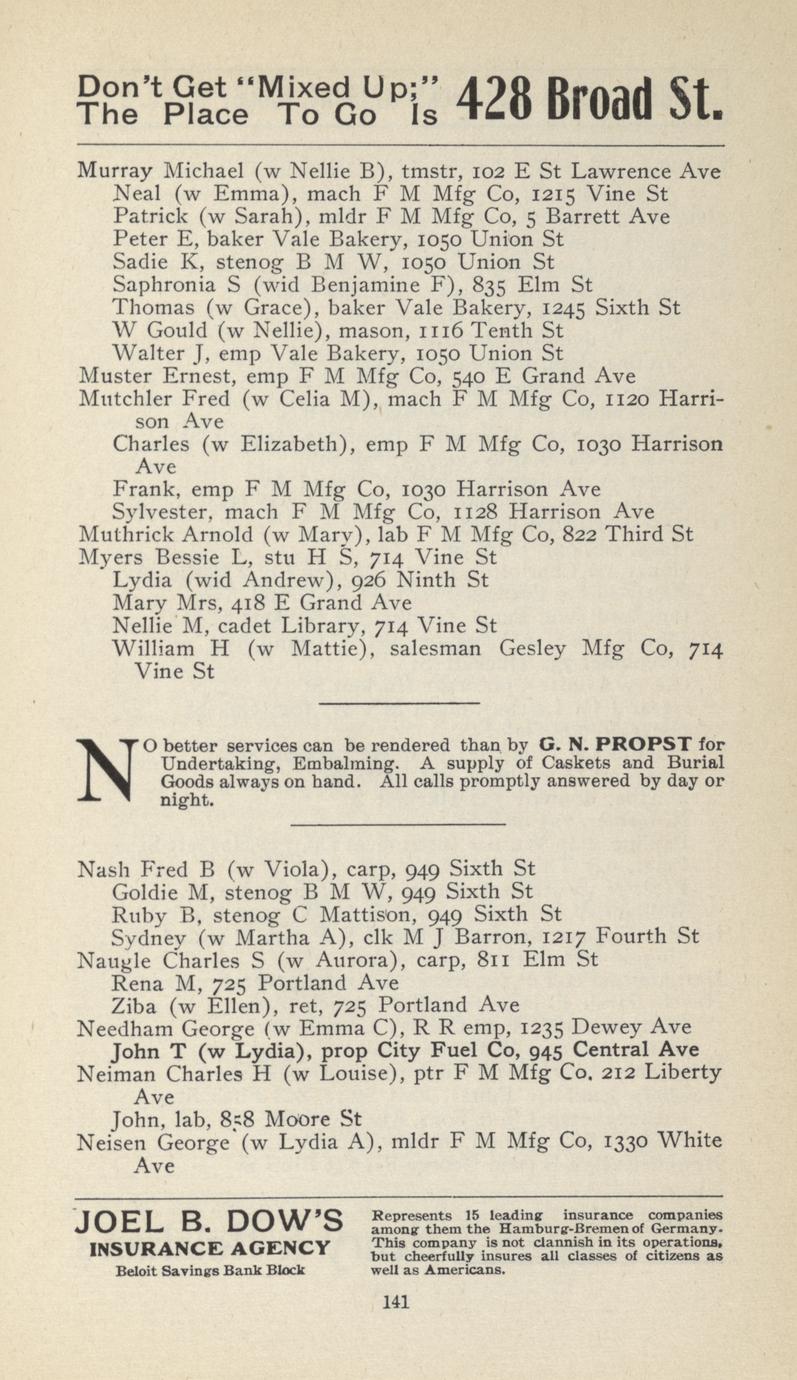 Don't Get "Mixed Up;"
The Place To Go Is
428 Broad St.
Murray Michael (w Nellie B), tmstr, 102 E St Lawrence Ave
Neal (w Emma), mach F M Mfg Co, 1215 Vine St
Patrick (w Sarah), mldr F M Mfg Co, 5 Barrett Ave
Peter E, baker Vale Bakery, 1050 Union St
Sadie K, stenog B M W, 1050 Union St
Saphronia S (wid Benjamine F), 835 Elm St
Thomas (w Grace), baker Vale Bakery, 1245 Sixth St
W Gould (w Nellie), mason, 1116 Tenth St
Walter J, emp Vale Bakery, 1050 Union St
Muster Ernest, emp F M Mfg Co, 540 E Grand Ave
Mutchler Fred (w Celia M), mach F M Mfg Co, 1120 Harri-
son Ave
Charles (w Elizabeth), emp F M Mfg Co, 1030 Harrison
Ave
Frank, emp F M Mfg Co, 1030 Harrison Ave
Sylvester, mach F M Mfg Co, 1128 Harrison Ave
Muthrick Arnold (w Mary), lab F M Mfg Co, 822 Third St
Myers Bessie L, stu H S, 714 Vine St
Lydia (wid Andrew), 926 Ninth St
Mary Mrs, 418 E Grand Ave
Nellie M, cadet Library, 714 Vine St
William H (w Mattie), salesman Gesley Mfg Co, 714
Vine St
NO better services can be rendered than by G. N. PROPST for
Undertaking, Embalming. A supply of Caskets and Burial
Goods always on hand. All calls promptly answered by day or
night.
Nash Fred B (w Viola), carp, 949 Sixth St
Goldie M, stenog B M W, 949 Sixth St
Ruby B, stenog C Mattison, 949 Sixth St
Sydney (w Martha A), clk M J Barron, 1217 Fourth St
Naugle Charles S (w Aurora), carp, 811 Elm St
Rena M, 725 Portland Ave
Ziba (w Ellen), ret, 725 Portland Ave
Needham George (w Emma C), R R emp, 1235 Dewey Ave
John T (w Lydia), prop City Fuel Co, 945 Central Ave
Neiman Charles H (w Louise), ptr F M Mfg Co. 212 Liberty
Ave
John, lab, 858 Moore St
Neisen George (w Lydia A), mldr F M Mfg Co, 1330 White
Ave
JOEL B. DOW'S
INSURANCE AGENCY
Beloit Savings Bank Block
Represents 15 leading insurance companies
among them the Hamburg-Bremen of Germany.
This company is not clannish in its operations,
but cheerfully insures all classes of citizens as
well as Americans.
141